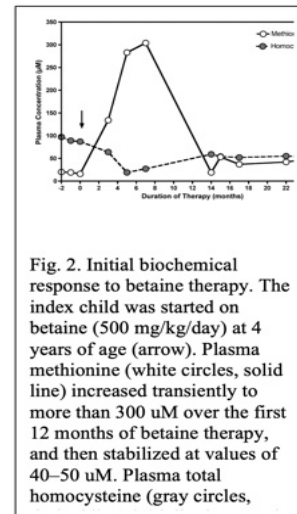 350
300
250
200
150
100
50
0
Plasma Concentration (µM)
Methio
Homoc
-2 0 2 4 6 8 10 12 14 16 18 20 22
Duration of Therapy (months)
Fig. 2. Initial biochemical
response to betaine therapy. The
index child was started on
betaine (500 mg/kg/day) at 4
years of age (arrow). Plasma
methionine (white circles, solid
line) increased transiently to
more than 300 uM over the first
12 months of betaine therapy,
and then stabilized at values of
40–50 uM. Plasma total
homocysteine (gray circles,